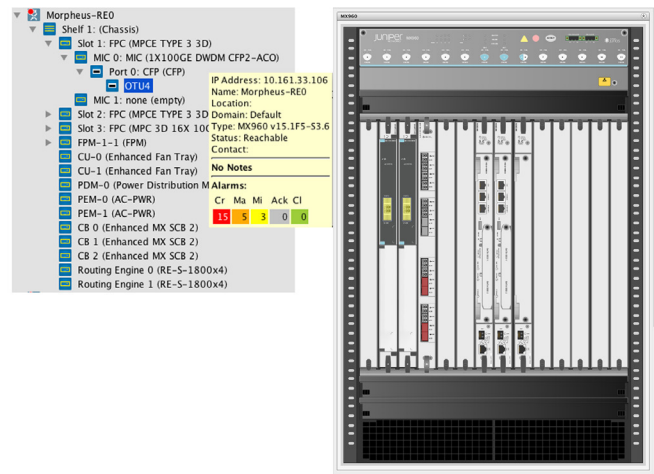 Morpheus-RE0
Shelf 1: (Chassis)
Slot 1: FPC (MPCE TYPE 3 3D)
MIC 0: MIC (1X100GE DWDM CFP2-ACO)
Port 0: CFP (CFP)
OTU4
MIC 1: none (empty)
Slot 2: FPC (MPCE TYPE 3 3D
Slot 3: FPC (MPC 3D 16X 10G
FPM-1-1 (FPM)
CU-0 (Enhanced Fan Tray)
CU-1 (Enhanced Fan Tray)
PDM-0 (Power Distribution M
PEM-0 (AC-PWR)
PEM-1 (AC-PWR)
CB 0 (Enhanced MX SCB 2)
CB 1 (Enhanced MX SCB 2)
CB 2 (Enhanced MX SCB 2)
Routing Engine 0 (RE-S-1800x4)
Routing Engine 1 (RE-S-1800x4)
IP Address: 10.161.33.106
Name: Morpheus-RE0
Location:
Domain: Default
Type: MX960 v15.1F5-S3.6
Status: Reachable
Contact:
No Notes
Alarms:
Cr Ma Mi Ack Cl
15 5 3 0 0
MX960
JUNIPER